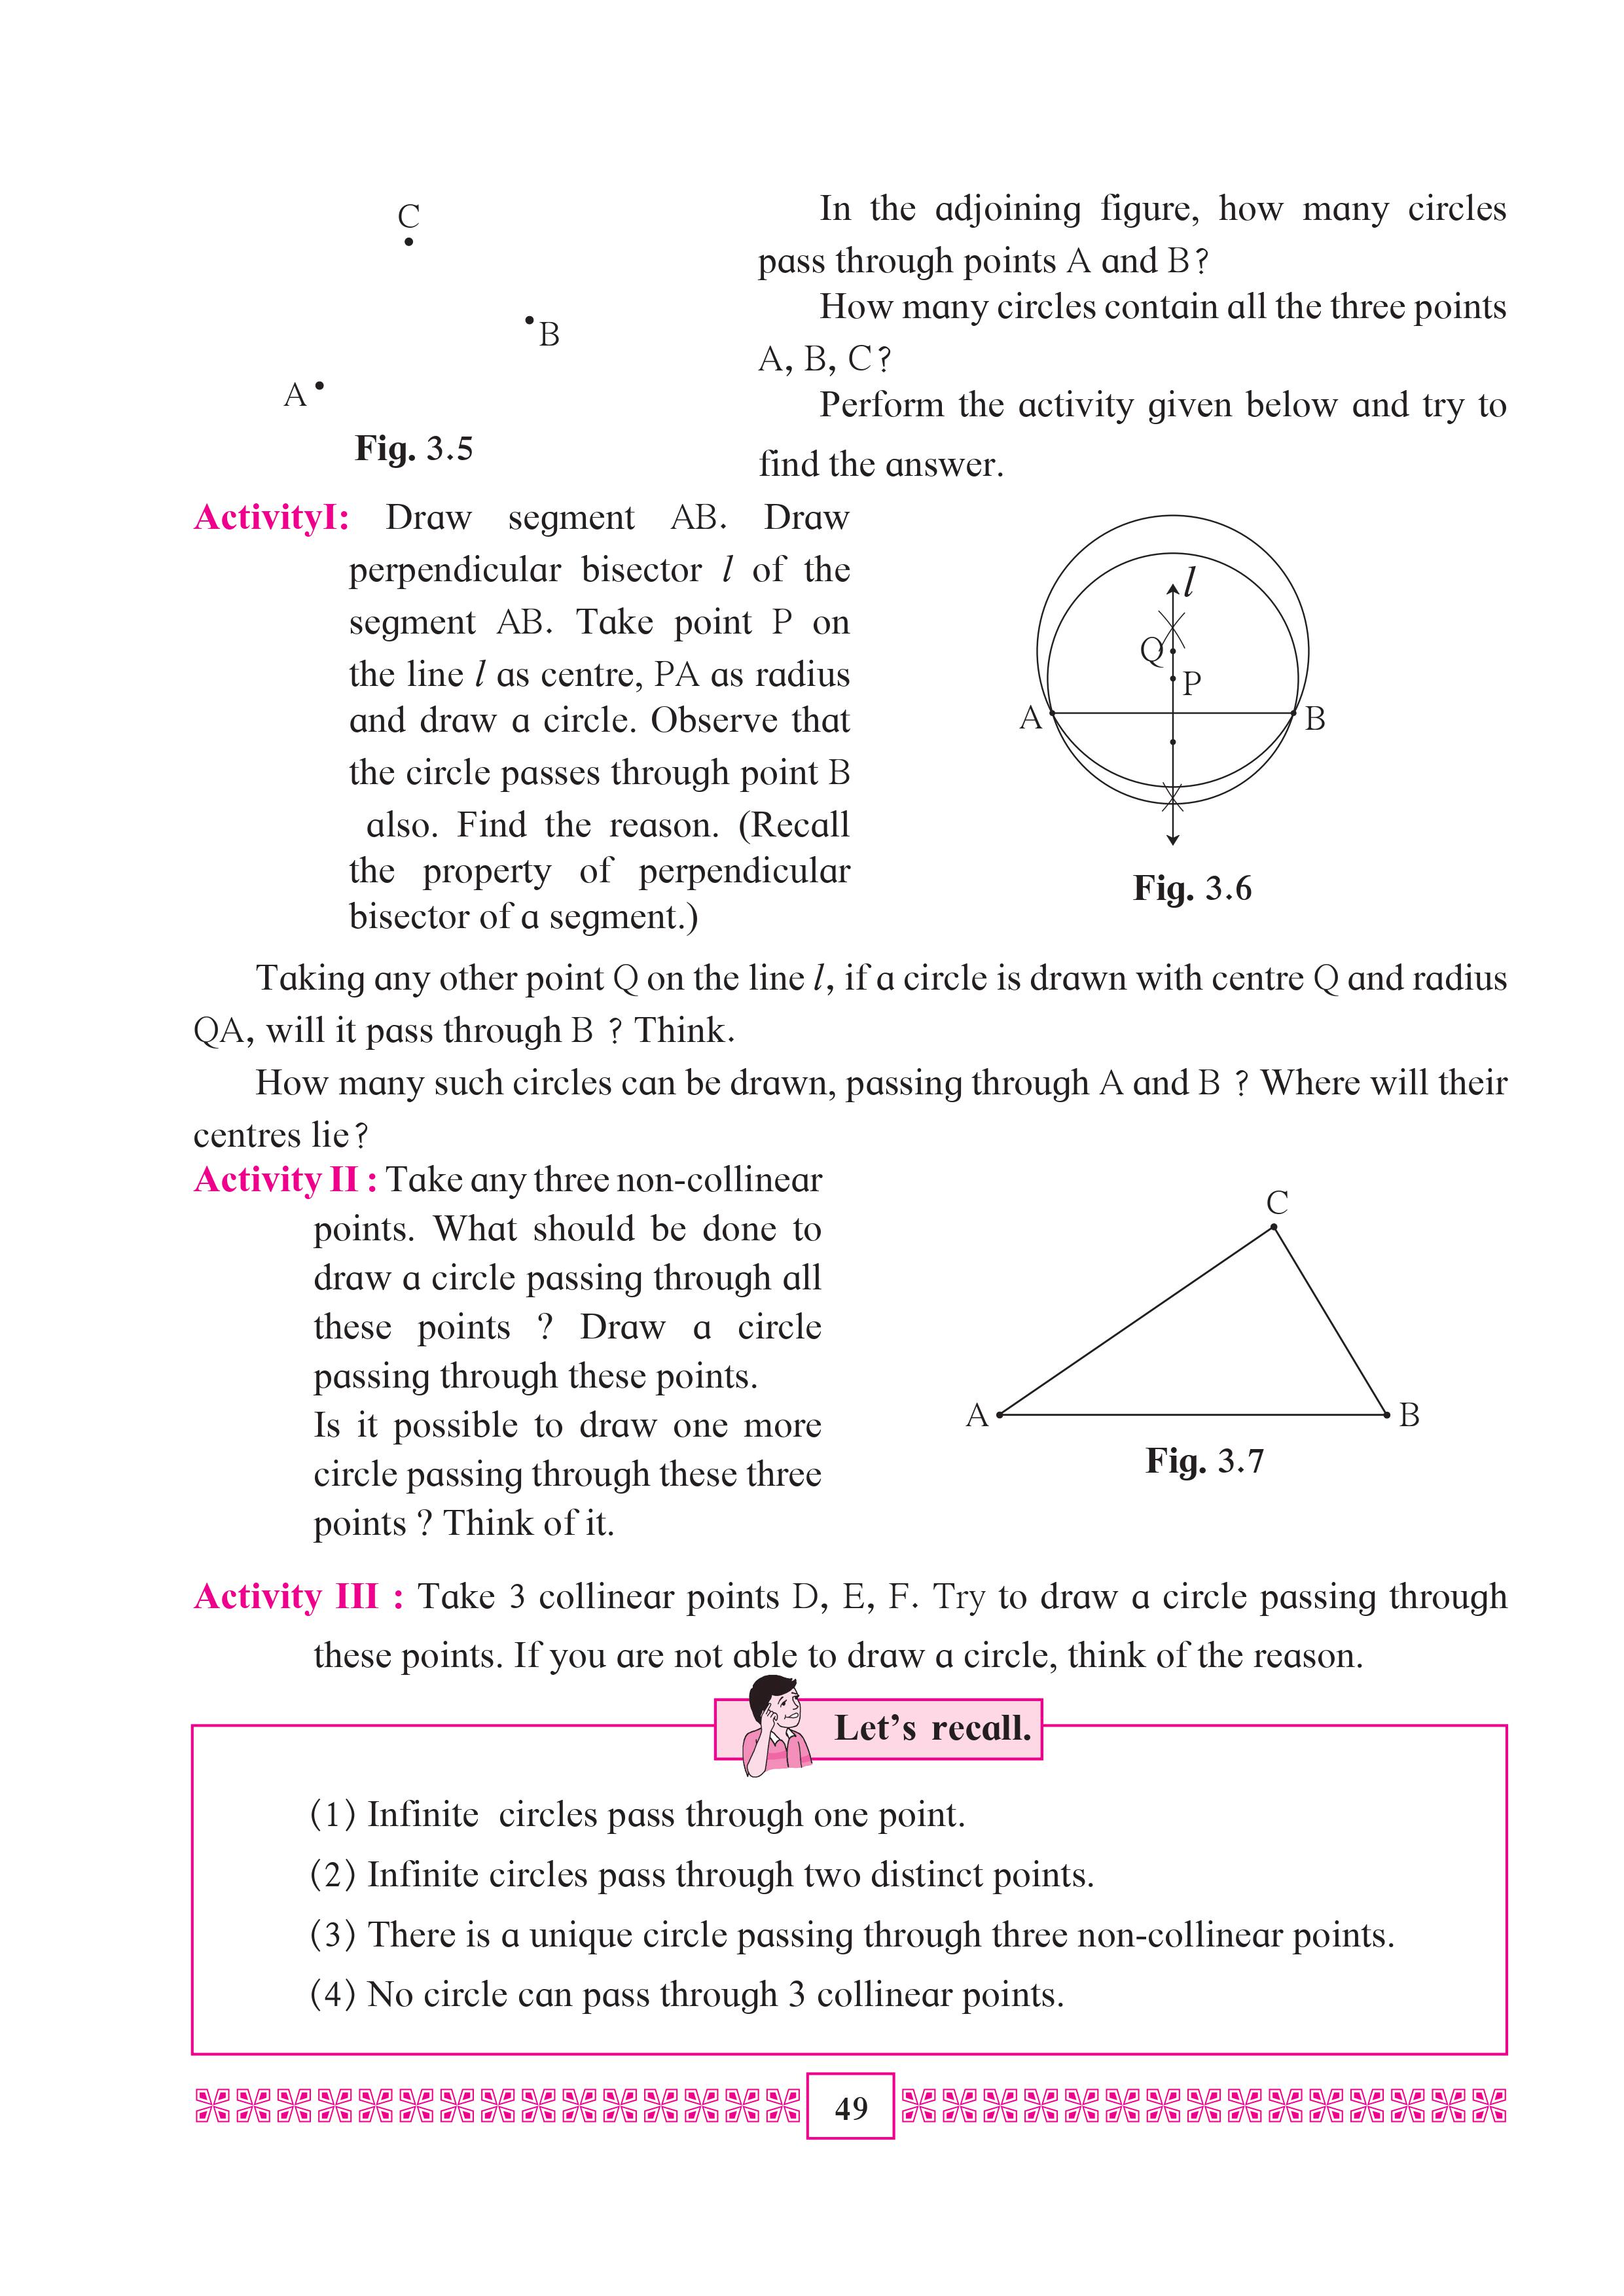 C
B
A
Fig. 3.5
In the adjoining figure, how many circles
pass through points A and B?
How many circles contain all the three points
A, B, C?
Perform the activity given below and try to
find the answer.
ActivityI: Draw segment AB. Draw
perpendicular bisector l of the
segment AB. Take point P on
the line l as centre, PA as radius
and draw a circle. Observe that
the circle passes through point B
also. Find the reason. (Recall
the property of perpendicular
bisector of a segment.)
l
Q
P
A
B
Fig. 3.6
Taking any other point Q on the line l, if a circle is drawn with centre Q and radius
QA, will it pass through B ? Think.
How many such circles can be drawn, passing through A and B ? Where will their
centres lie?
Activity II : Take any three non-collinear
points. What should be done to
draw a circle passing through all
these points ? Draw a circle
passing through these points.
Is it possible to draw one more
circle passing through these three
points ? Think of it.
C
A
B
Fig. 3.7
Activity III : Take 3 collinear points D, E, F. Try to draw a circle passing through
these points. If you are not able to draw a circle, think of the reason.
Let's recall.
(1) Infinite circles pass through one point.
(2) Infinite circles pass through two distinct points.
(3) There is a unique circle passing through three non-collinear points.
(4) No circle can pass through 3 collinear points.
49